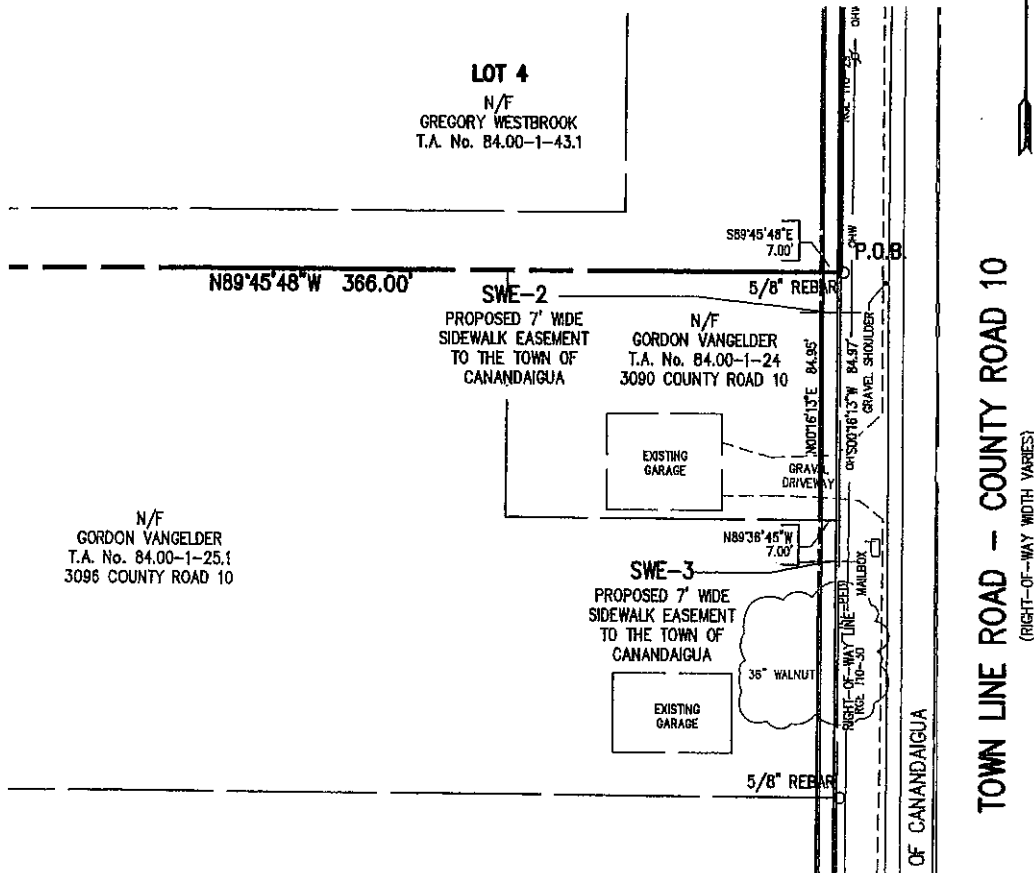 LOT 4
N/F
GREGORY WESTBROOK
T.A. No. 84.00-1-43.1
OHW
S89°45'48"E
7.00'
OHW
P.O.B.
N89°45'48"W 366.00'
5/8" REBAR
SWE-2
PROPOSED 7' WIDE
SIDEWALK EASEMENT
TO THE TOWN OF
CANANDAIGUA
N/F
GORDON VANGELDER
T.A. No. 84.00-1-24
3090 COUNTY ROAD 10
N00°16'13"E 84.95'
S00°16'13"W 84.97'
GRAVEL SHOULDER
EXISTING
GARAGE
GRAVEL
DRIVEWAY
N/F
GORDON VANGELDER
T.A. No. 84.00-1-25.1
3096 COUNTY ROAD 10
N89°36'45"W
7.00'
SWE-3
PROPOSED 7' WIDE
SIDEWALK EASEMENT
TO THE TOWN OF
CANANDAIGUA
MAILBOX
36" WALNUT
RIGHT-OF-WAY LINE
EXISTING
GARAGE
5/8" REBAR
OF CANANDAIGUA
TOWN LINE ROAD - COUNTY ROAD 10
(RIGHT-OF-WAY WIDTH VARIES)